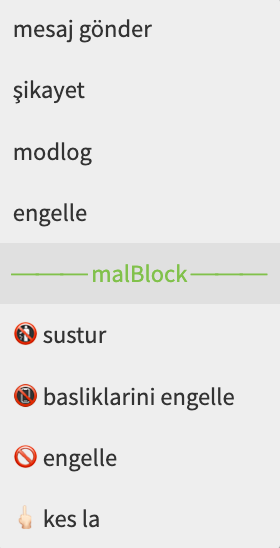 mesaj gönder
şikayet
modlog
engelle
——— malBlock ———
sustur
basliklarini engelle
engelle
kes la